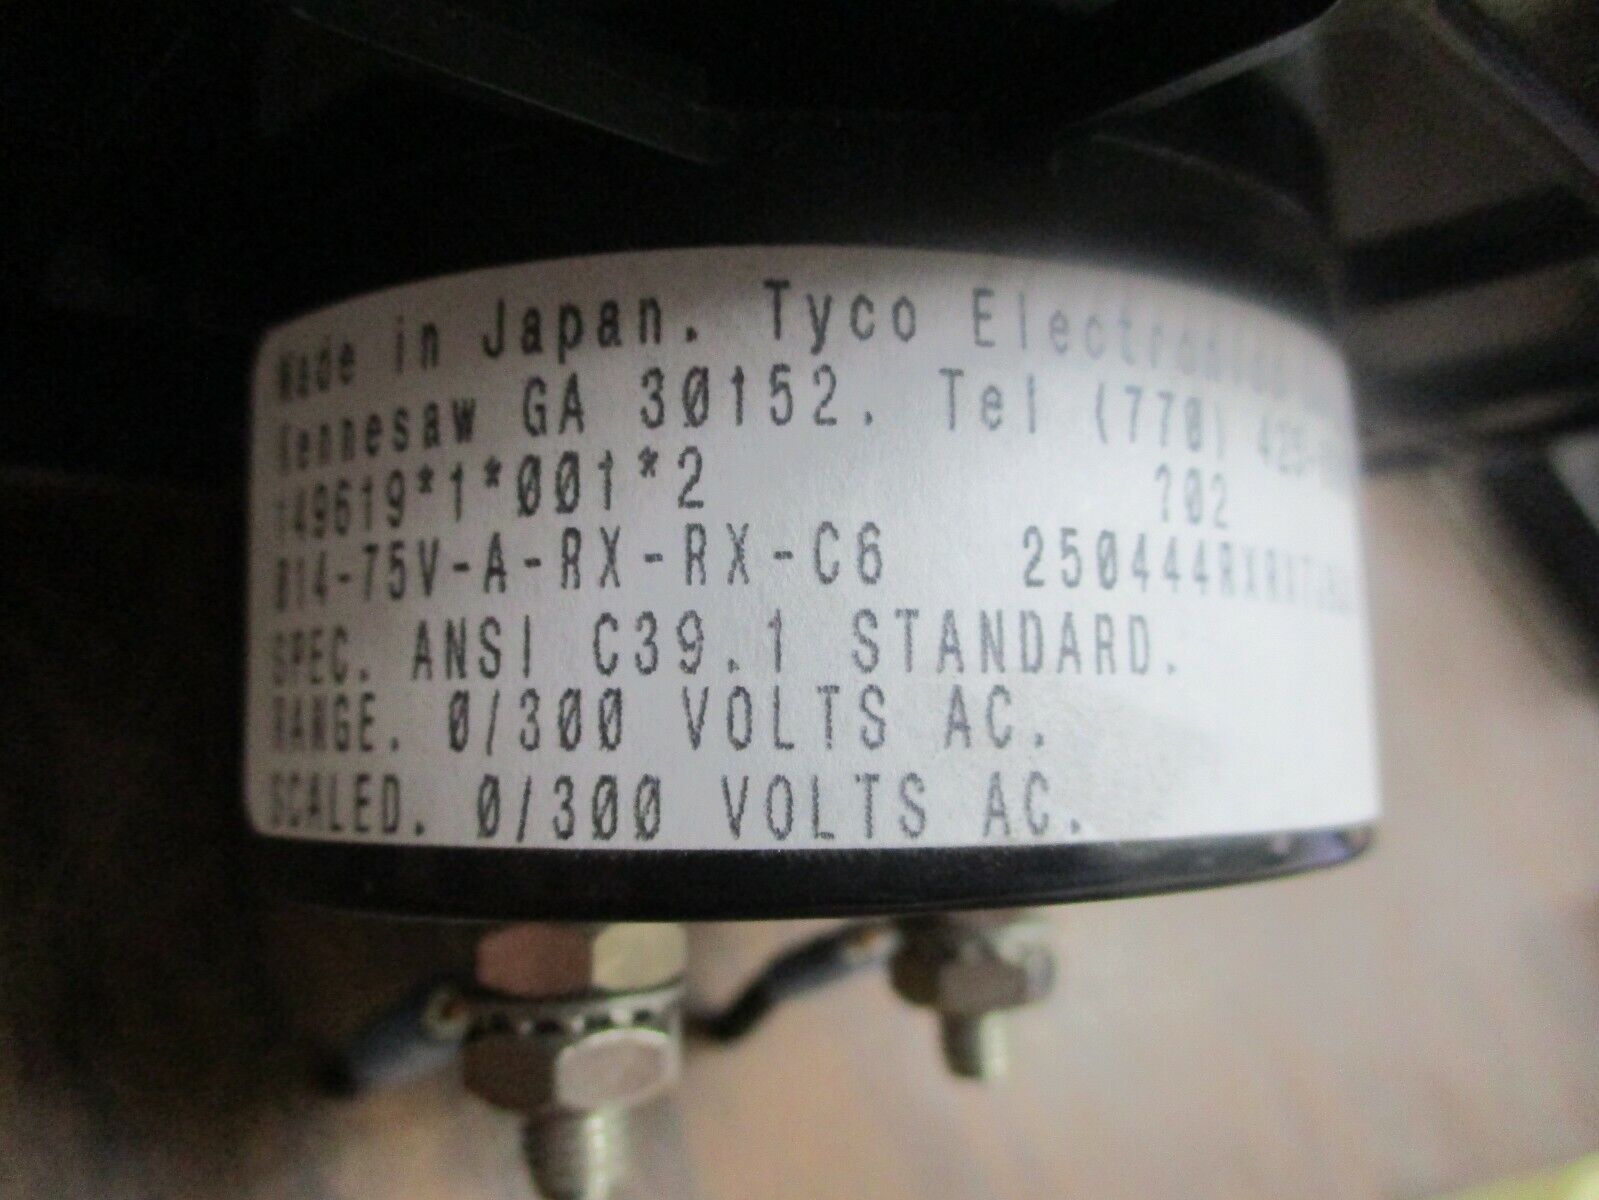 Made in Japan. Tyco Electronics
Kennesaw GA 30152. Tel (770)
149619*1*001*2 702
B14-75V-A-RX-RX-C6
SPEC. ANSI C39.1 STANDARD.
RANGE. 0/300 VOLTS AC.
SCALED. 0/300 VOLTS AC.